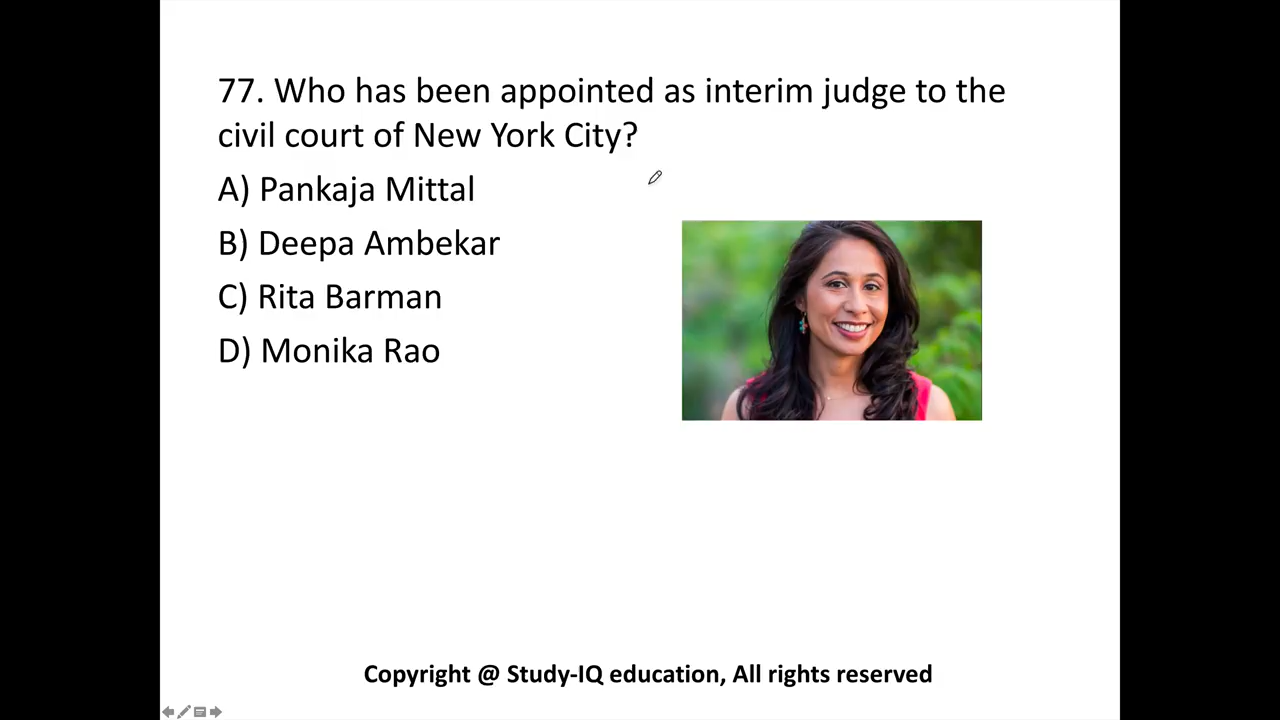 77. Who has been appointed as interim judge to the
civil court of New York City?
A) Pankaja Mittal
B) Deepa Ambekar
C) Rita Barman
D) Monika Rao
Copyright @ Study-IQ education, All rights reserved